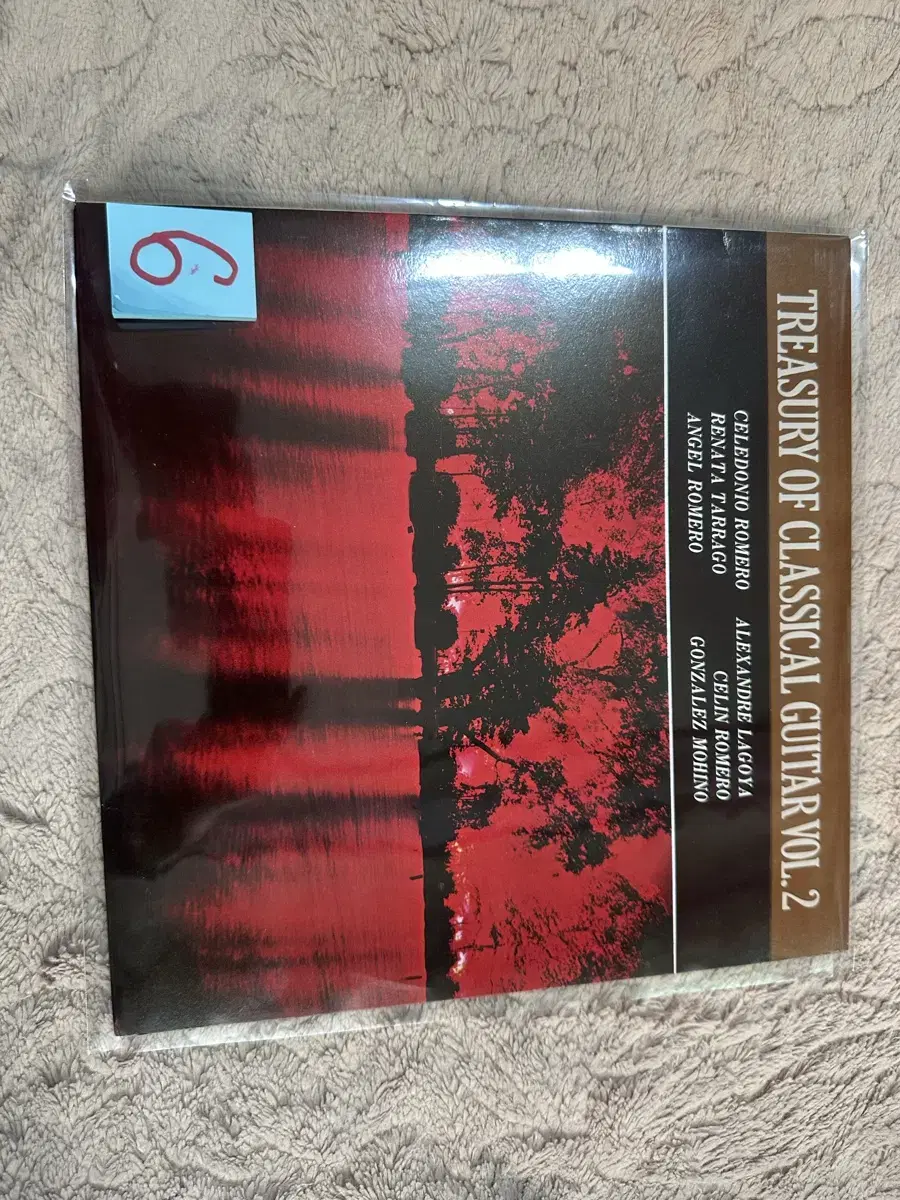 TREASURY OF CLASSICAL GUITAR VOL.2
CELEDONIO ROMERO ALEXANDRE LAGOYA
RENATA TARRAGO CELIN ROMERO
ANGEL ROMERO GONZALEZ MOHINO
6